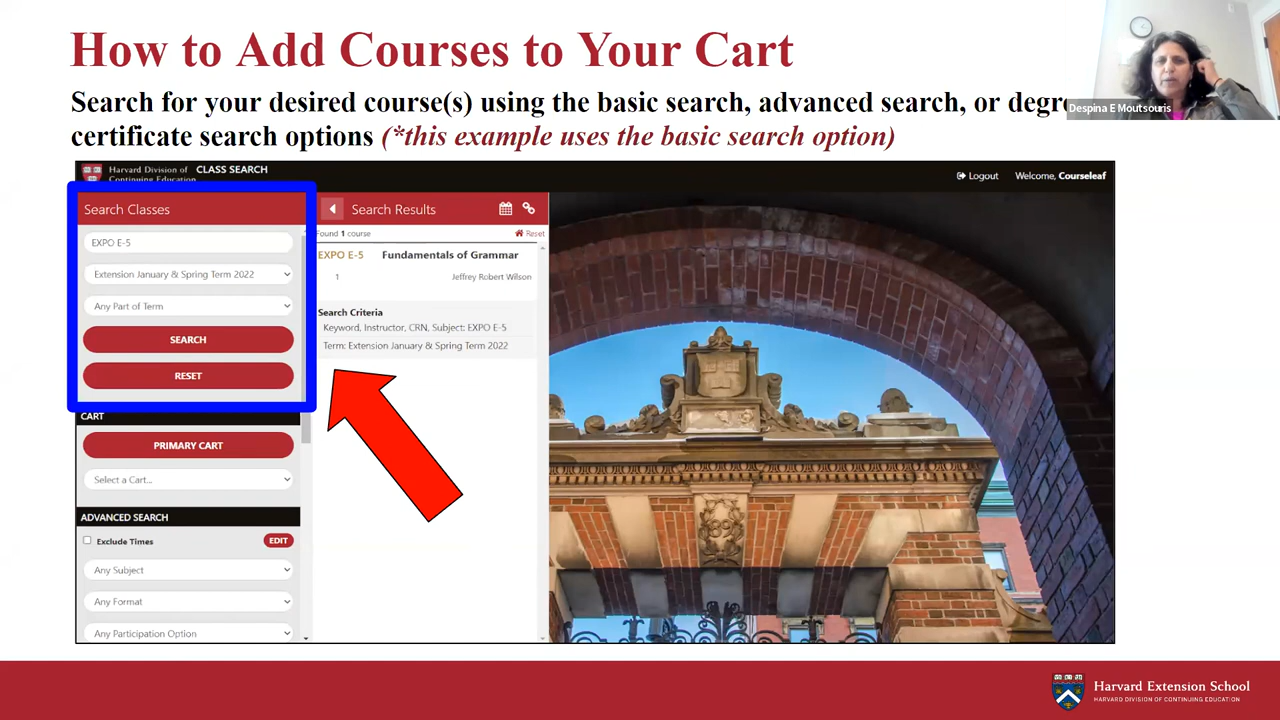 How to Add Courses to Your Cart
Search for your desired course(s) using the basic search, advanced search, or
certificate search options (*this example uses the basic search option)
Despina E Moutsouris
Harvard Division of
Continuing Education
CLASS SEARCH
Logout
Welcome, Courseleaf
Search Classes
EXPO E-5
Extension January & Spring Term 2022
Any Part of Term
SEARCH
RESET
CART
PRIMARY CART
Select a Cart...
ADVANCED SEARCH
Exclude Times
EDIT
Any Subject
Any Format
Any Participation Option
Search Results
Found 1 course
Reset
EXPO E-5 Fundamentals of Grammar
1 Jeffrey Robert Wilson
Search Criteria
Keyword, Instructor, CRN, Subject: EXPO E-5
Term: Extension January & Spring Term 2022
Harvard Extension School
HARVARD DIVISION OF CONTINUING EDUCATION